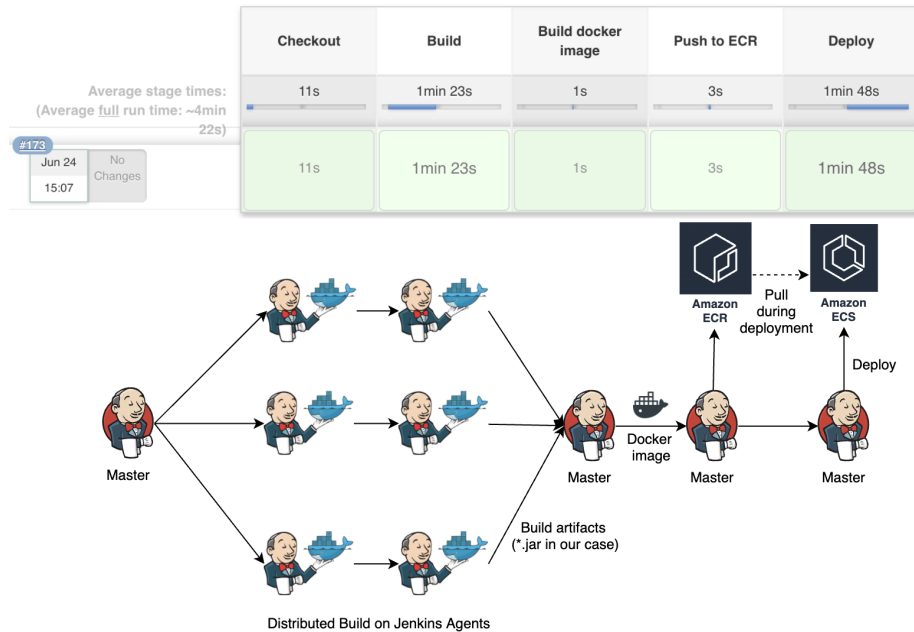 Checkout
Build
Build docker
image
Push to ECR
Deploy
Average stage times:
(Average full run time: ~4min
22s)
11s
1min 23s
1s
3s
1min 48s
#173
Jun 24
15:07
No
Changes
11s
1min 23s
1s
3s
1min 48s
Amazon
ECR
Pull
during
deployment
Amazon
ECS
Deploy
Master
Master
Docker
image
Master
Master
Build artifacts
(*.jar in our case)
Distributed Build on Jenkins Agents